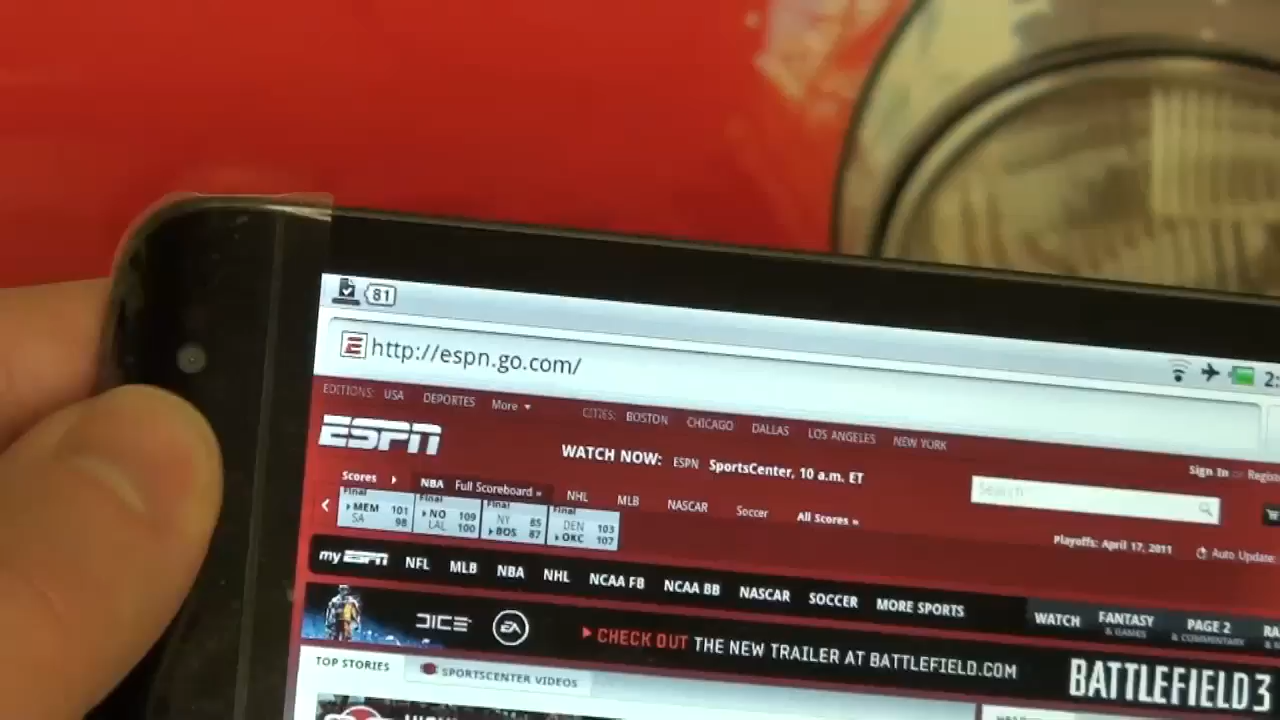 81
http://espn.go.com/
2:
EDITIONS: USA DEPORTES More CITIES: BOSTON CHICAGO DALLAS LOS ANGELES NEW YORK
ESPN
WATCH NOW: ESPN SportsCenter, 10 a.m. ET
Sign In
Search
Scores NBA Full Scoreboard » NHL MLB NASCAR Soccer All Scores »
Final Final Final Final
MEM 101 NO 109 NY 85 DEN 103
SA 98 LAL 100 BOS 87 OKC 107
Playoffs: April 17, 2011
Auto Update:
my ESPN NFL MLB NBA NHL NCAA FB NCAA BB NASCAR SOCCER MORE SPORTS
WATCH FANTASY & GAMES PAGE 2 & COMMENTARY
DICE EA CHECK OUT THE NEW TRAILER AT BATTLEFIELD.COM
BATTLEFIELD 3
TOP STORIES SPORTSCENTER VIDEOS